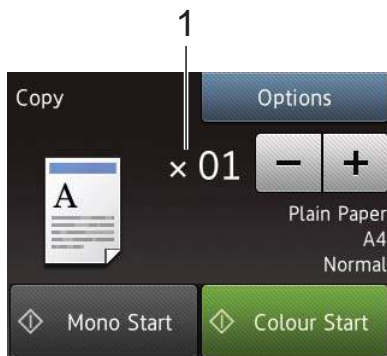 1
Copy
Options
× 01
- +
A
Plain Paper
A4
Normal
Mono Start
Colour Start